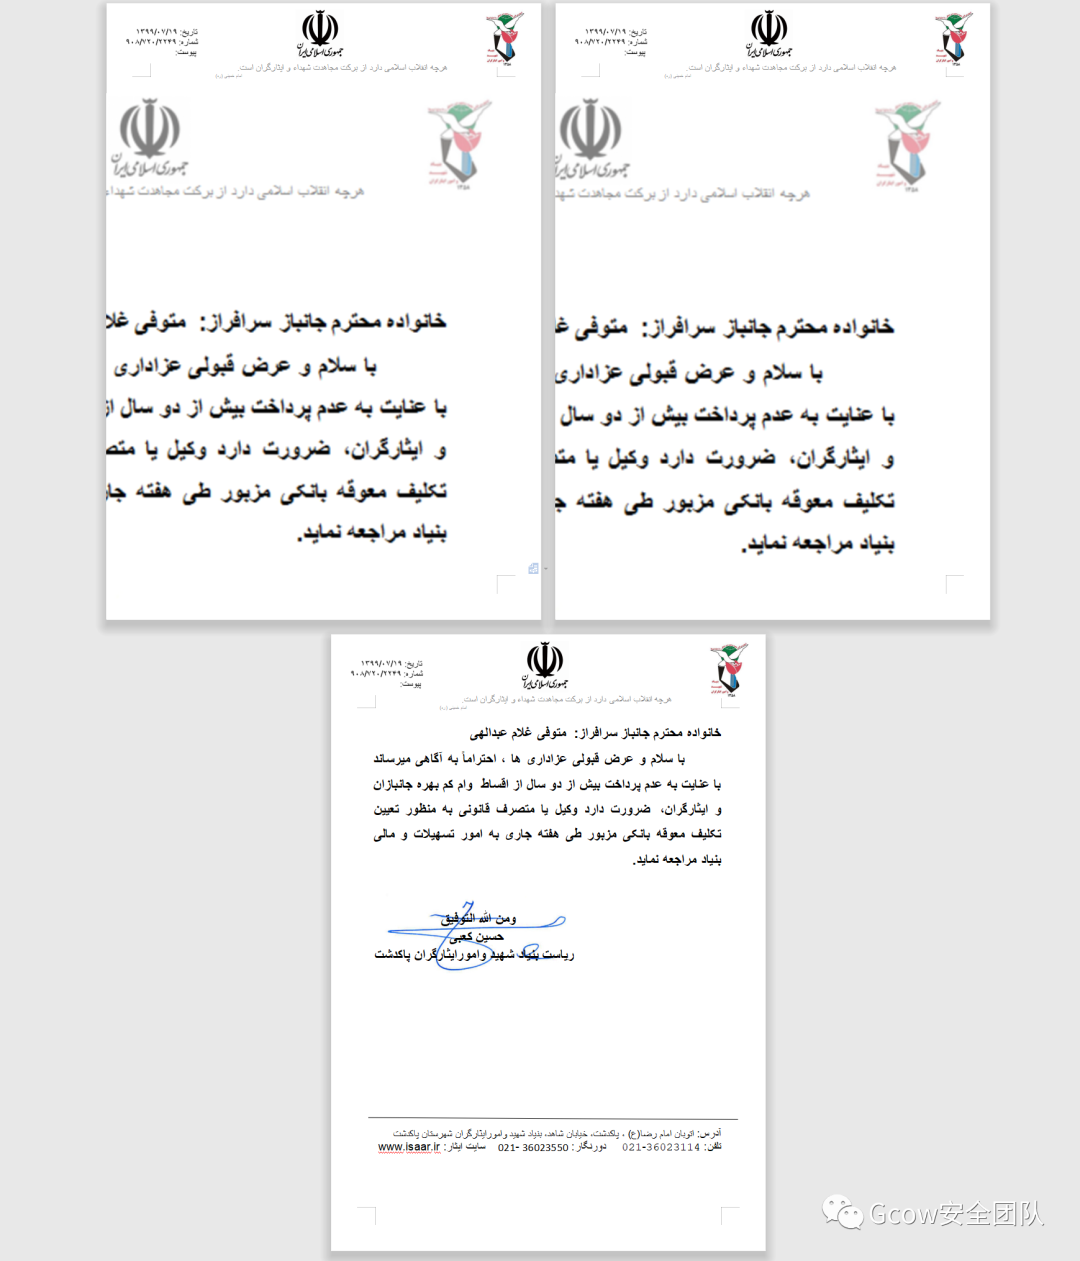 تاریخ: ۱۳۹۹/۰۷/۱۹
شماره: ۹۰۸/۷۲۰/۲۲۴۹
پیوست:
جمهوری اسلامی ایران
هرچه انقلاب اسلامی دارد از برکت مجاهدت شهداء و ایثارگران است.
جمهوری اسلامی ایران
۱۳۵۸
هرچه انقلاب اسلامی دارد از برکت مجاهدت شهداء
خانواده محترم جانباز سرافراز: متوفی غلا
با سلام و عرض قبولی عزاداری
با عنایت به عدم پرداخت بیش از دو سال از
و ایثارگران، ضرورت دارد وکیل یا متص
تکلیف معوقه بانکی مزبور طی هفته جار
بنیاد مراجعه نماید.
تاریخ: ۱۳۹۹/۰۷/۱۹
شماره: ۹۰۸/۷۲۰/۲۲۴۹
پیوست:
جمهوری اسلامی ایران
هرچه انقلاب اسلامی دارد از برکت مجاهدت شهداء و ایثارگران است.
جمهوری اسلامی ایران
۱۳۵۸
هرچه انقلاب اسلامی دارد از برکت مجاهدت شهد
خانواده محترم جانباز سرافراز: متوفی غ
با سلام و عرض قبولی عزاداری
با عنایت به عدم پرداخت بیش از دو سال
و ایثارگران، ضرورت دارد وکیل یا مت
تکلیف معوقه بانکی مزبور طی هفته ج
بنیاد مراجعه نماید.
تاریخ: ۱۳۹۹/۰۷/۱۹
شماره: ۹۰۸/۷۲۰/۲۲۴۹
پیوست:
جمهوری اسلامی ایران
هرچه انقلاب اسلامی دارد از برکت مجاهدت شهداء و ایثارگران است.
خانواده محترم جانباز سرافراز: متوفی غلام عبدالهی
با سلام و عرض قبولی عزاداری ها ، احتراماً به آگاهی میرساند
با عنایت به عدم پرداخت بیش از دو سال از اقساط وام کم بهره جانبازان
و ایثارگران، ضرورت دارد وکیل یا متصرف قانونی به منظور تعیین
تکلیف معوقه بانکی مزبور طی هفته جاری به امور تسهیلات و مالی
بنیاد مراجعه نماید.
ومن الله التوفیق
حسین کعبی
ریاست بنیاد شهید وامورایثارگران پاکدشت
آدرس: اتوبان امام رضا(ع) ، پاکدشت، خیابان شاهد، بنیاد شهید وامورایثارگران شهرستان پاکدشت
تلفن: 36023114-021 دورنگار: 36023550 -021 سایت ایثار: www.isaar.ir
Gcow安全团队